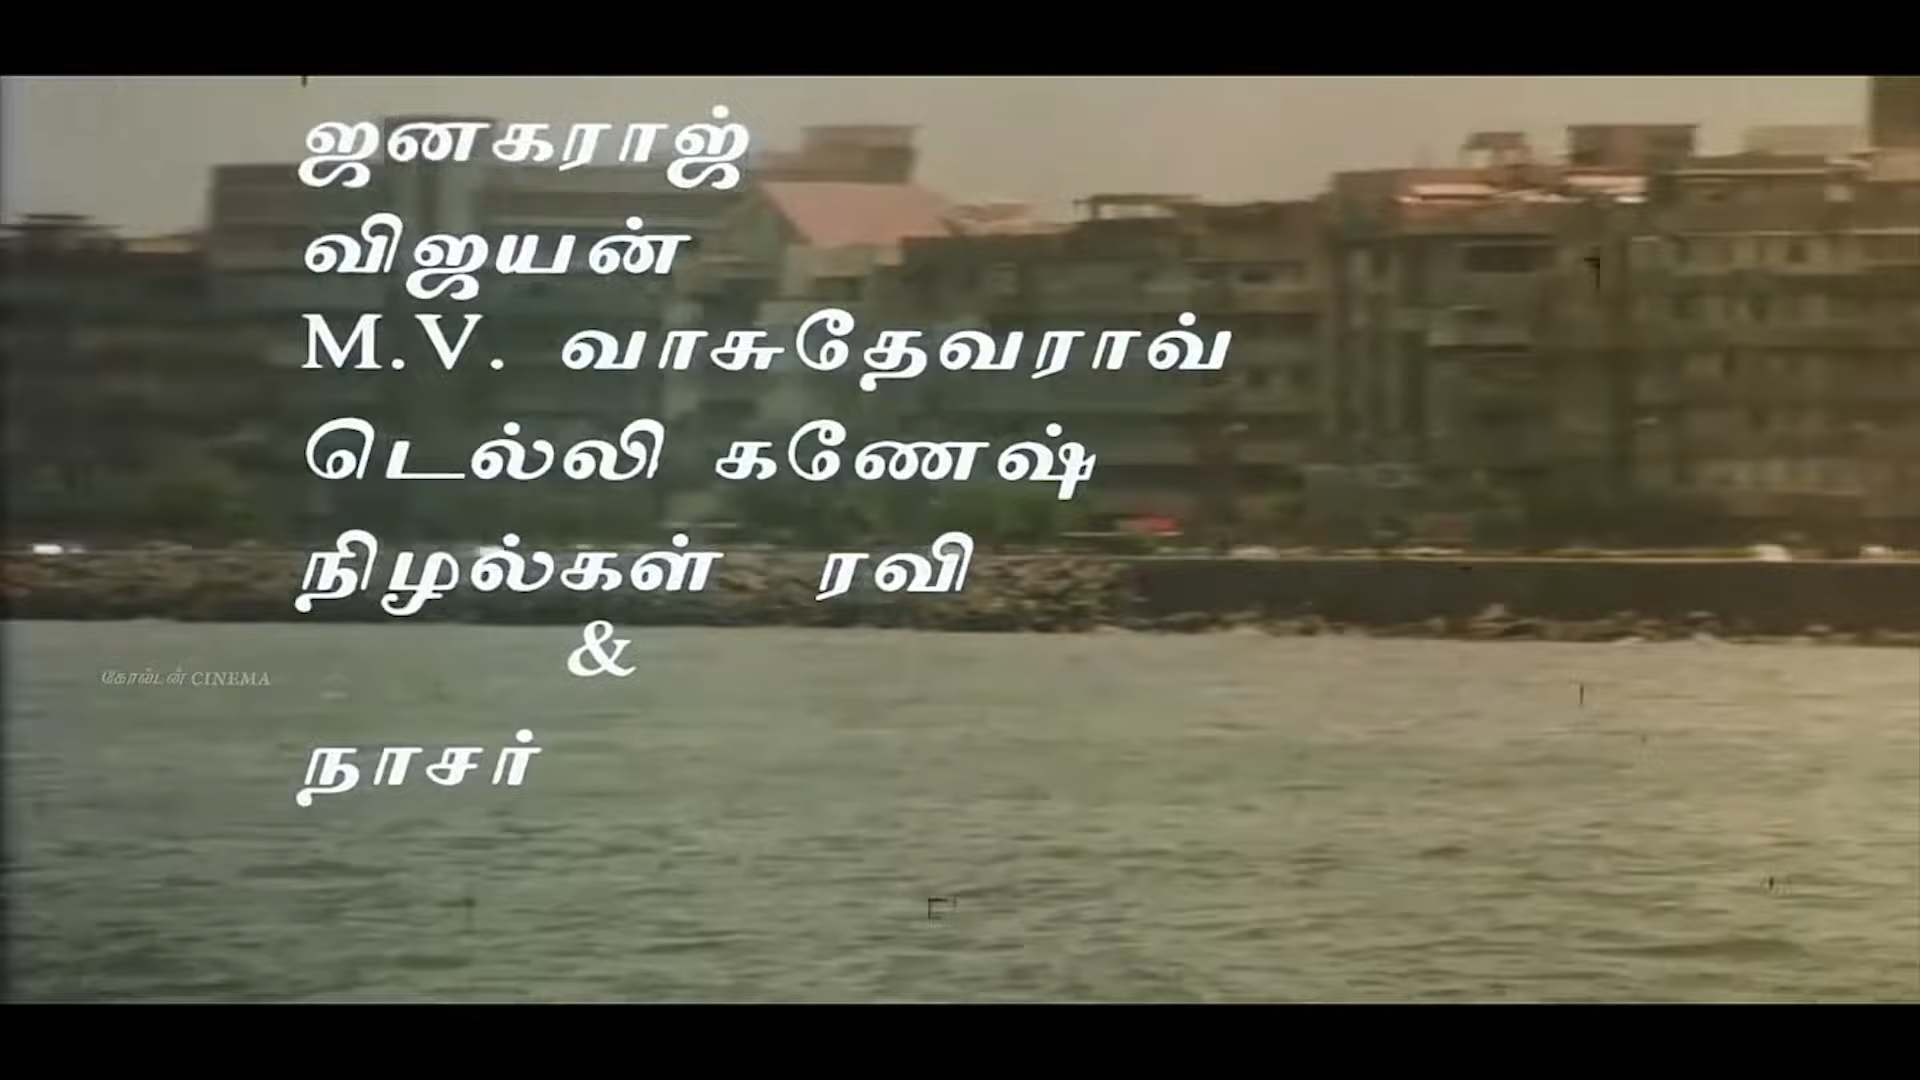 ஜனகராஜ்
விஜயன்
M.V. வாசுதேவராவ்
டெல்லி கணேஷ்
நிழல்கள் ரவி
&
கோல்டன் CINEMA
நாசர்